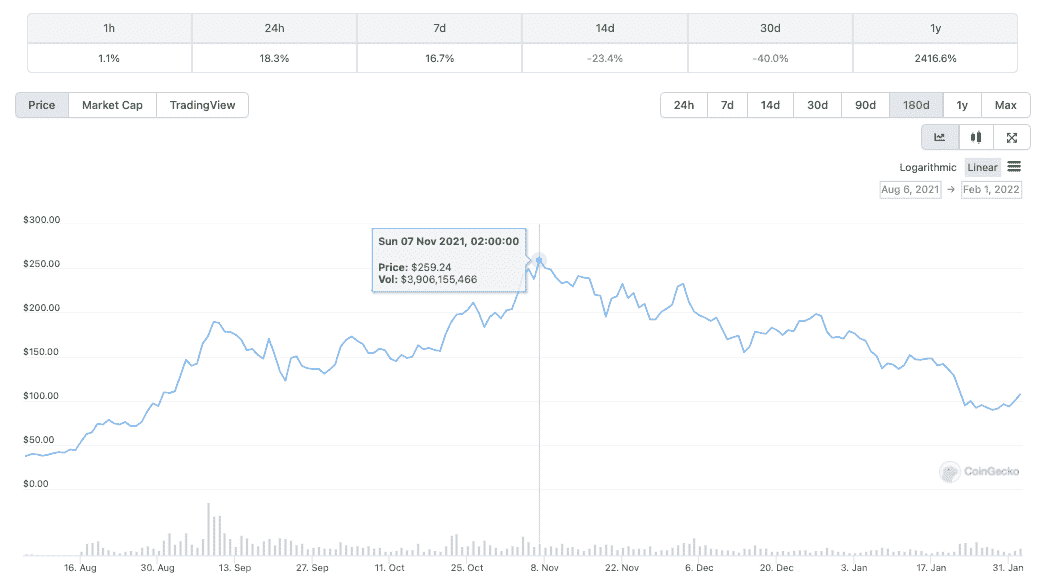 1h 24h 7d 14d 30d 1y
1.1% 18.3% 16.7% -23.4% -40.0% 2416.6%
Price Market Cap TradingView 24h 7d 14d 30d 90d 180d 1y Max
Logarithmic Linear
Aug 6, 2021 → Feb 1, 2022
$300.00
Sun 07 Nov 2021, 02:00:00
$250.00
Price: $259.24
Vol: $3,906,155,466
$200.00
$150.00
$100.00
$50.00
CoinGecko
$0.00
16. Aug 30. Aug 13. Sep 27. Sep 11. Oct 25. Oct 8. Nov 22. Nov 6. Dec 20. Dec 3. Jan 17. Jan 31. Jan